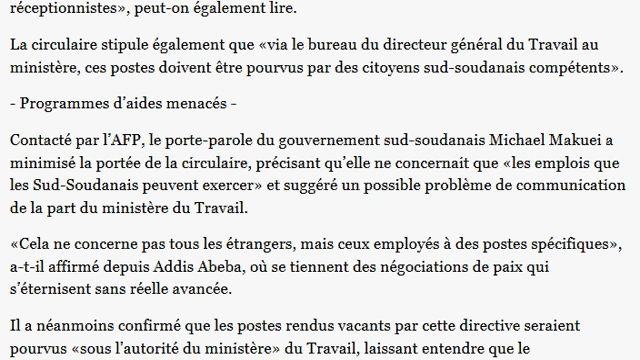 réceptionnistes», peut-on également lire.
La circulaire stipule également que «via le bureau du directeur général du Travail au
ministère, ces postes doivent être pourvus par des citoyens sud-soudanais compétents».
- Programmes d’aides menacés -
Contacté par l’AFP, le porte-parole du gouvernement sud-soudanais Michael Makuei a
minimisé la portée de la circulaire, précisant qu’elle ne concernait que «les emplois que
les Sud-Soudanais peuvent exercer» et suggéré un possible problème de communication
de la part du ministère du Travail.
«Cela ne concerne pas tous les étrangers, mais ceux employés à des postes spécifiques»,
a-t-il affirmé depuis Addis Abeba, où se tiennent des négociations de paix qui
s’éternisent sans réelle avancée.
Il a néanmoins confirmé que les postes rendus vacants par cette directive seraient
pourvus «sous l’autorité du ministère» du Travail, laissant entendre que le